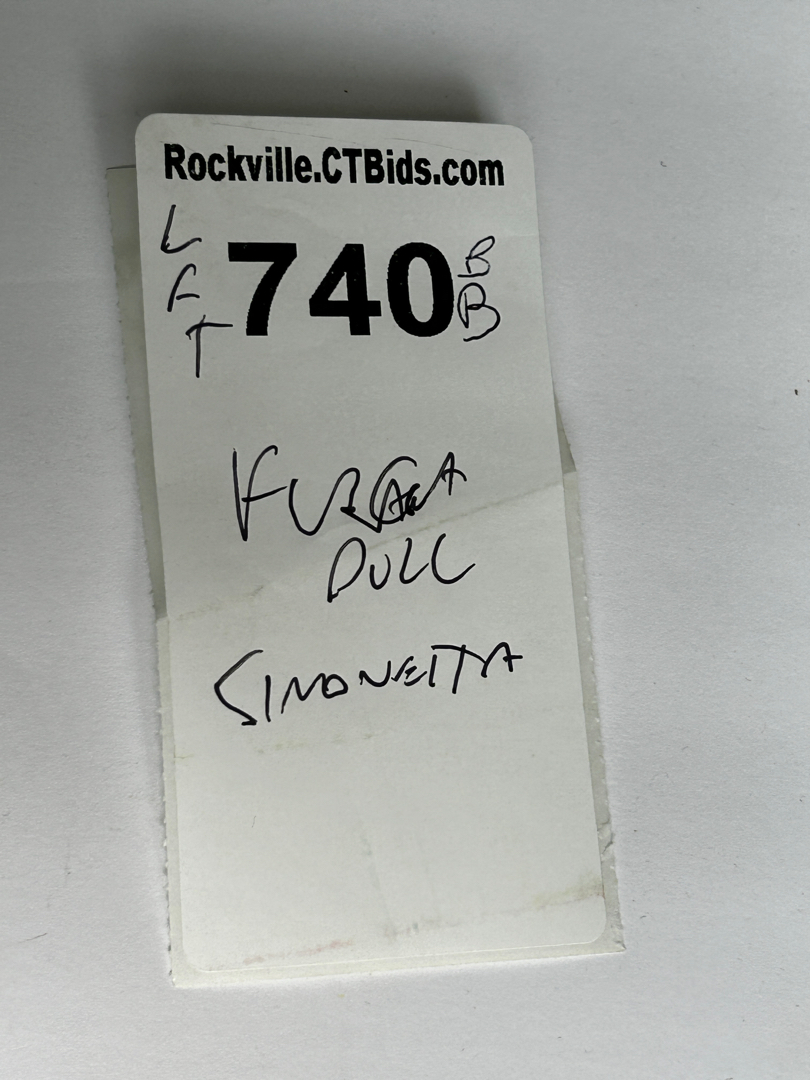 Rockville.CTBids.com
LFT 740 BB
FURGA
DOLL
SIMONETTA